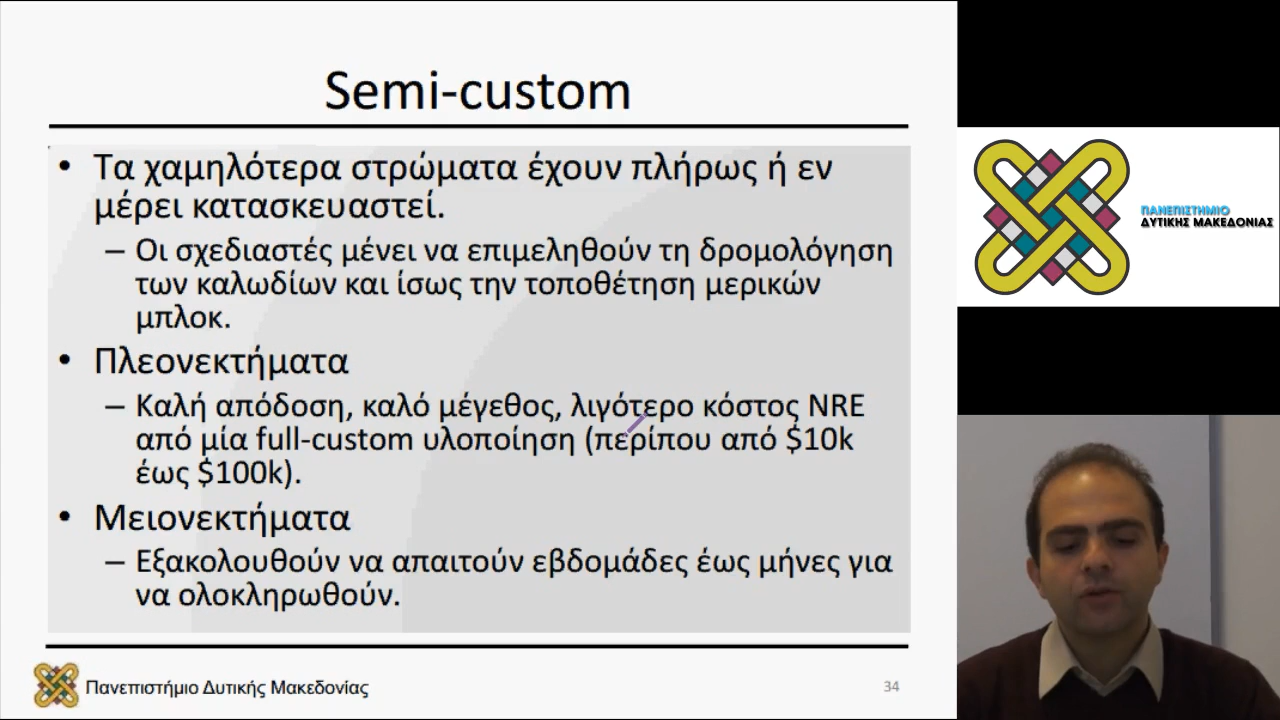 Semi-custom
• Τα χαμηλότερα στρώματα έχουν πλήρως ή εν
μέρει κατασκευαστεί.
– Οι σχεδιαστές μένει να επιμεληθούν τη δρομολόγηση
των καλωδίων και ίσως την τοποθέτηση μερικών
μπλοκ.
• Πλεονεκτήματα
– Καλή απόδοση, καλό μέγεθος, λιγότερο κόστος NRE
από μία full-custom υλοποίηση (περίπου από $10k
έως $100k).
• Μειονεκτήματα
– Εξακολουθούν να απαιτούν εβδομάδες έως μήνες για
να ολοκληρωθούν.
Πανεπιστήμιο Δυτικής Μακεδονίας
34
ΠΑΝΕΠΙΣΤΗΜΙΟ
ΔΥΤΙΚΗΣ ΜΑΚΕΔΟΝΙΑΣ